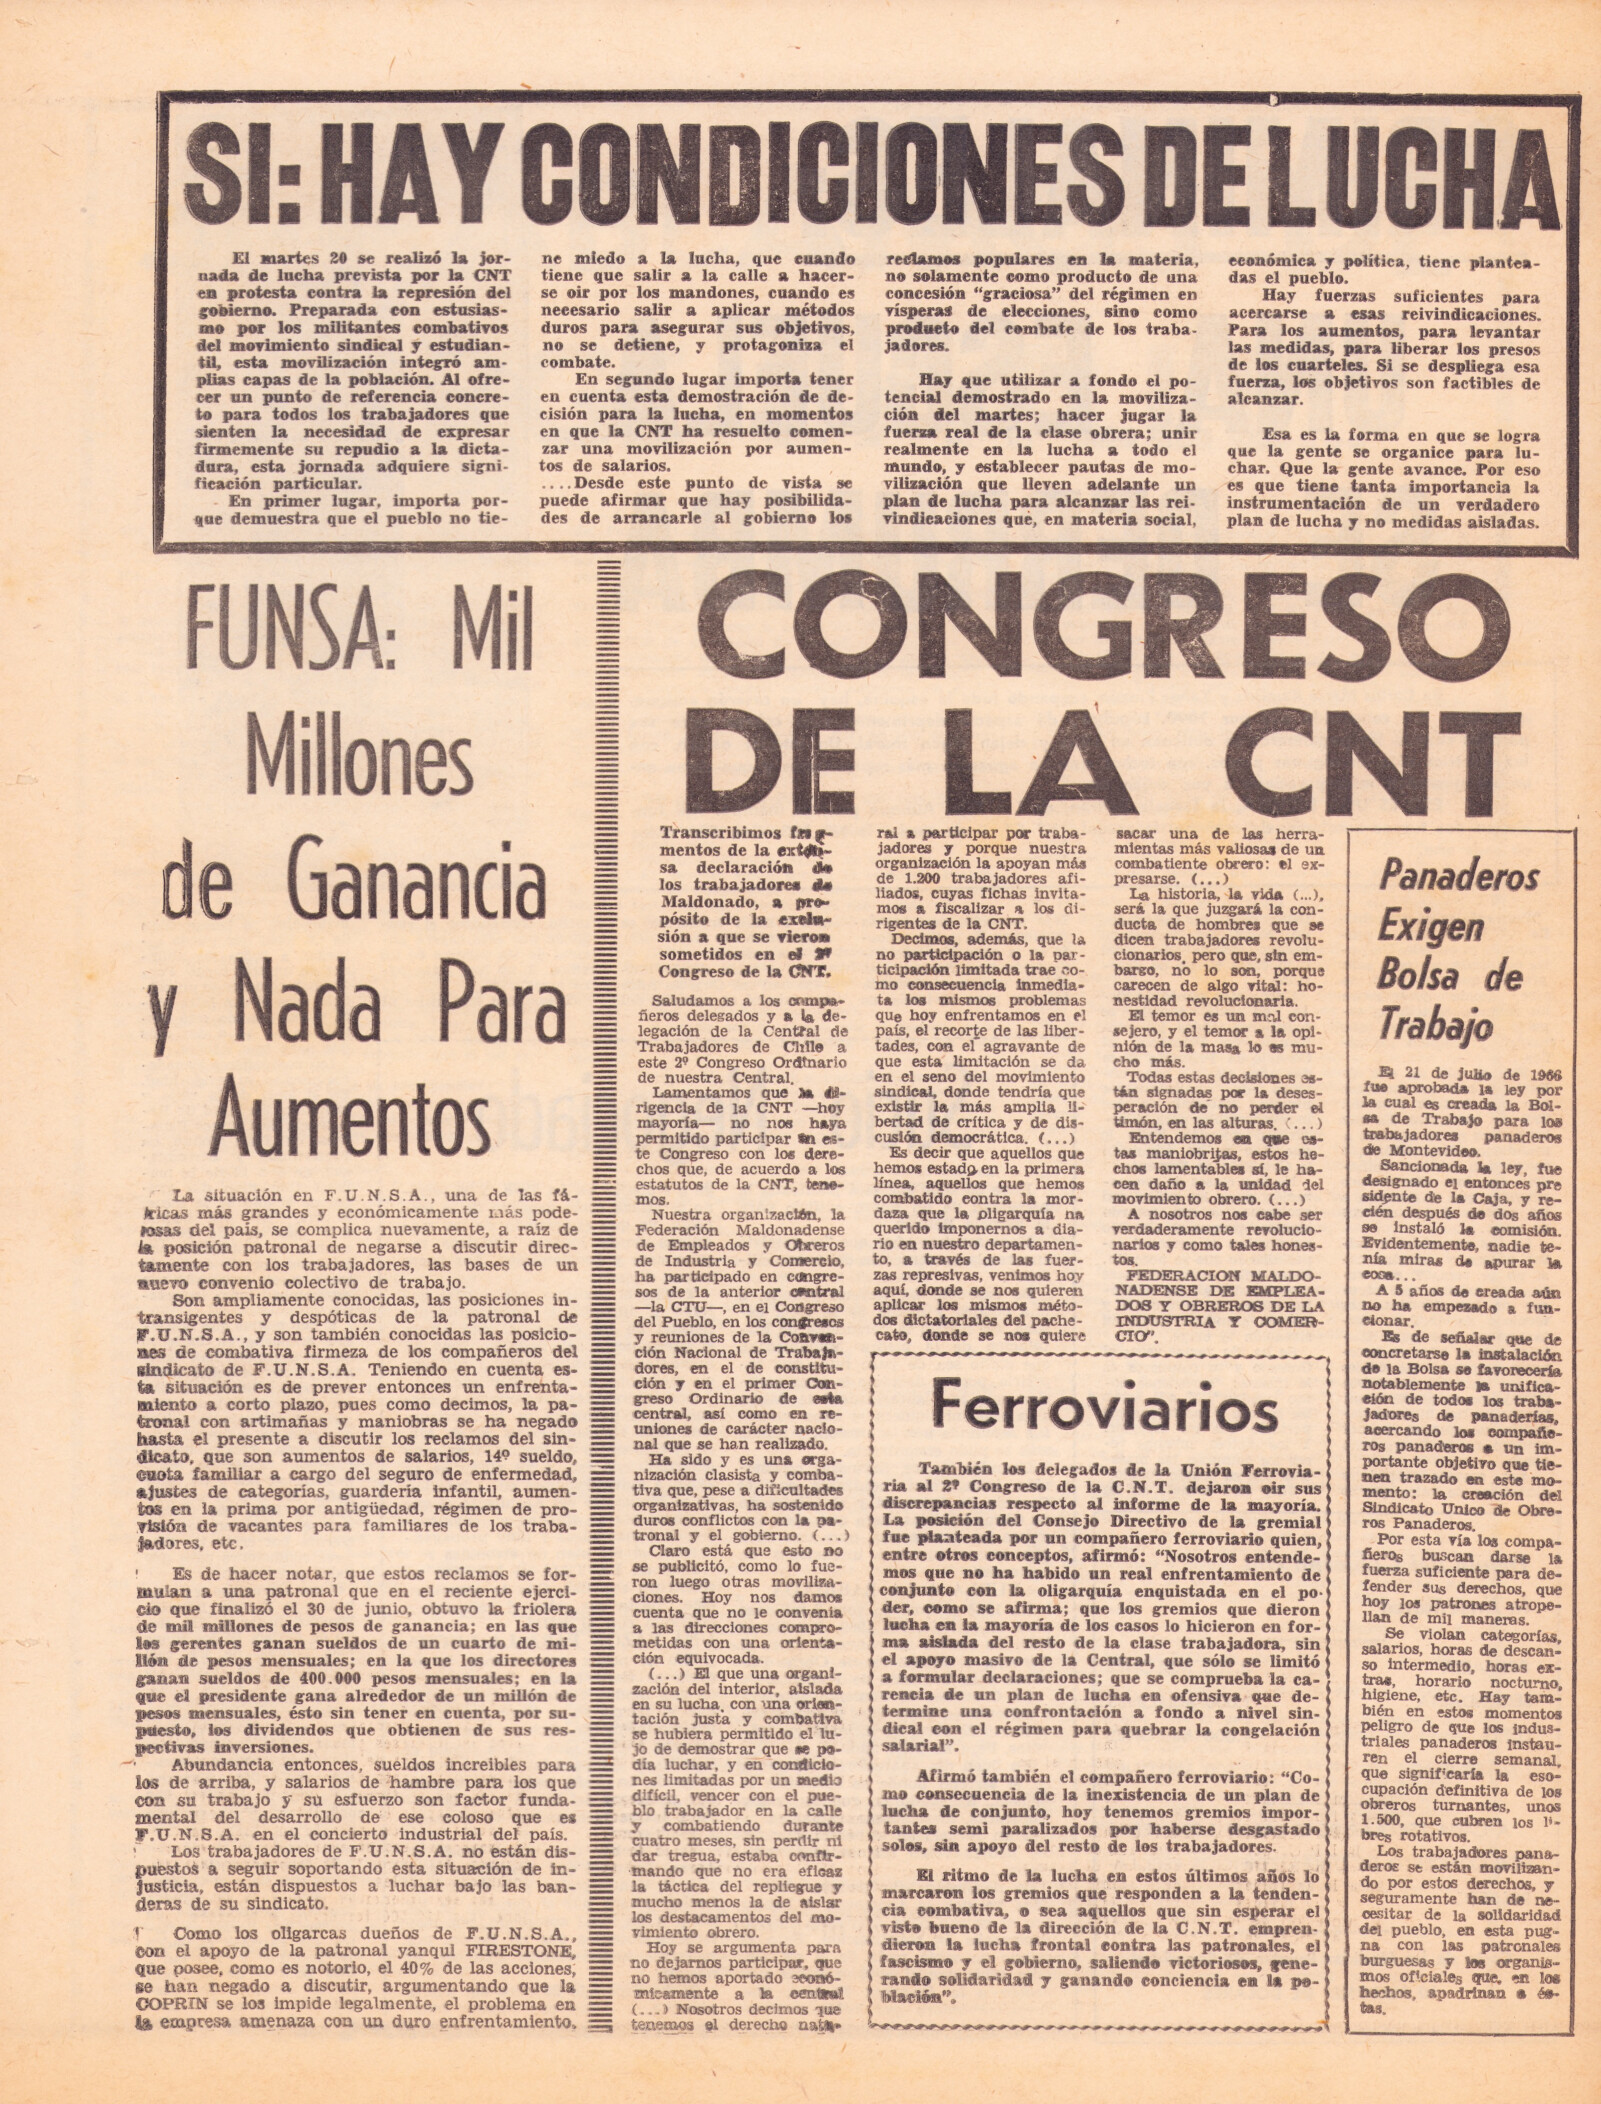 SI: HAY CONDICIONES DE LUCHA
El martes 20 se realizó la jor-
nada de lucha prevista por la CNT
en protesta contra la represión del
gobierno. Preparada con estusias-
mo por los militantes combativos
del movimiento sindical y estudian-
til, esta movilización integró am-
plias capas de la población. Al ofre-
cer un punto de referencia concre-
to para todos los trabajadores que
sienten la necesidad de expresar
firmemente su repudio a la dicta-
dura, esta jornada adquiere signi-
ficación particular.
En primer lugar, importa por-
que demuestra que el pueblo no tie-
ne miedo a la lucha, que cuando
tiene que salir a la calle a hacer-
se oir por los mandones, cuando es
necesario salir a aplicar métodos
duros para asegurar sus objetivos,
no se detiene, y protagoniza el
combate.
En segundo lugar importa tener
en cuenta esta demostración de de-
cisión para la lucha, en momentos
en que la CNT ha resuelto comen-
zar una movilización por aumen-
tos de salarios.
....Desde este punto de vista se
puede afirmar que hay posibilida-
des de arrancarle al gobierno los
reclamos populares en la materia,
no solamente como producto de una
concesión "graciosa" del régimen en
vísperas de elecciones, sino como
producto del combate de los traba-
jadores.
Hay que utilizar a fondo el po-
tencial demostrado en la moviliza-
ción del martes; hacer jugar la
fuerza real de la clase obrera; unir
realmente en la lucha a todo el
mundo, y establecer pautas de mo-
vilización que lleven adelante un
plan de lucha para alcanzar las rei-
vindicaciones que, en materia social,
económica y política, tiene plantea-
das el pueblo.
Hay fuerzas suficientes para
acercarse a esas reivindicaciones.
Para los aumentos, para levantar
las medidas, para liberar los presos
de los cuarteles. Si se despliega esa
fuerza, los objetivos son factibles de
alcanzar.
Esa es la forma en que se logra
que la gente se organice para lu-
char. Que la gente avance. Por eso
es que tiene tanta importancia la
instrumentación de un verdadero
plan de lucha y no medidas aisladas.
FUNSA: Mil
Millones
de Ganancia
y Nada Para
Aumentos
La situación en F.U.N.S.A., una de las fá-
bricas más grandes y económicamente más pode-
rosas del país, se complica nuevamente, a raíz de
la posición patronal de negarse a discutir direc-
tamente con los trabajadores, las bases de un
nuevo convenio colectivo de trabajo.
Son ampliamente conocidas, las posiciones in-
transigentes y despóticas de la patronal de
F.U.N.S.A., y son también conocidas las posicio-
nes de combativa firmeza de los compañeros del
sindicato de F.U.N.S.A. Teniendo en cuenta es-
ta situación es de prever entonces un enfrenta-
miento a corto plazo, pues como decimos, la pa-
tronal con artimañas y maniobras se ha negado
hasta el presente a discutir los reclamos del sin-
dicato, que son aumentos de salarios, 14º sueldo,
cuota familiar a cargo del seguro de enfermedad,
ajustes de categorías, guardería infantil, aumen-
tos en la prima por antigüedad, régimen de pro-
visión de vacantes para familiares de los traba-
jadores, etc.
Es de hacer notar, que estos reclamos se for-
mulan a una patronal que en el reciente ejerci-
cio que finalizó el 30 de junio, obtuvo la friolera
de mil millones de pesos de ganancia; en las que
los gerentes ganan sueldos de un cuarto de mi-
llón de pesos mensuales; en la que los directores
ganan sueldos de 400.000 pesos mensuales; en la
que el presidente gana alrededor de un millón de
pesos mensuales, ésto sin tener en cuenta, por su-
puesto, los dividendos que obtienen de sus res-
pectivas inversiones.
Abundancia entonces, sueldos increíbles para
los de arriba, y salarios de hambre para los que
con su trabajo y su esfuerzo son factor funda-
mental del desarrollo de ese coloso que es
F.U.N.S.A. en el concierto industrial del país.
Los trabajadores de F.U.N.S.A. no están dis-
puestos a seguir soportando esta situación de in-
justicia, están dispuestos a luchar bajo las ban-
deras de su sindicato.
Como los oligarcas dueños de F.U.N.S.A.,
con el apoyo de la patronal yanqui FIRESTONE,
que posee, como es notorio, el 40% de las acciones,
se han negado a discutir, argumentando que la
COPRIN se los impide legalmente, el problema en
la empresa amenaza con un duro enfrentamiento.
CONGRESO
DE LA CNT
Transcribimos frag-
mentos de la exten-
sa declaración de
los trabajadores de
Maldonado, a pro-
pósito de la exclu-
sión a que se vieron
sometidos en el 2º
Congreso de la CNT.
Saludamos a los compa-
ñeros delegados y a la de-
legación de la Central de
Trabajadores de Chile a
este 2º Congreso Ordinario
de nuestra Central.
Lamentamos que la di-
rigencia de la CNT —hoy
mayoría— no nos haya
permitido participar en es-
te Congreso con los dere-
chos que, de acuerdo a los
estatutos de la CNT, tene-
mos.
Nuestra organización, la
Federación Maldonadense
de Empleados y Obreros
de Industria y Comercio,
ha participado en congre-
sos de la anterior central
—la CTU—, en el Congreso
del Pueblo, en los congresos
y reuniones de la Conven-
ción Nacional de Trabaja-
dores, en el de constitu-
ción y en el primer Con-
greso Ordinario de esta
central, así como en re-
uniones de carácter nacio-
nal que se han realizado.
Ha sido y es una orga-
nización clasista y comba-
tiva que, pese a dificultades
organizativas, ha sostenido
duros conflictos con la pa-
tronal y el gobierno. (...)
Claro está que esto no
se publicitó, como lo fue-
ron luego otras moviliza-
ciones. Hoy nos damos
cuenta que no le convenía
a las direcciones compro-
metidas con una orienta-
ción equivocada.
(...) El que una organi-
zación del interior, aislada
en su lucha, con una orien-
tación justa y combativa
se hubiera permitido el lu-
jo de demostrar que se po-
día luchar, y en condicio-
nes limitadas por un medio
difícil, vencer con el pue-
blo trabajador en la calle
y combatiendo durante
cuatro meses, sin perdir ni
dar tregua, estaba confir-
mando que no era eficaz
la táctica del repliegue y
mucho menos la de aislar
los destacamentos del mo-
vimiento obrero.
Hoy se argumenta para
no dejarnos participar, que
no hemos aportado econó-
micamente a la central
(...) Nosotros decimos que
tenemos el derecho natu-
ral a participar por traba-
jadores y porque nuestra
organización la apoyan más
de 1.200 trabajadores afi-
liados, cuyas fichas invita-
mos a fiscalizar a los di-
rigentes de la CNT.
Decimos, además, que la
no participación o la par-
ticipación limitada trae co-
mo consecuencia inmedia-
ta los mismos problemas
que hoy enfrentamos en el
país, el recorte de las liber-
tades, con el agravante de
que esta limitación se da
en el seno del movimiento
sindical, donde tendría que
existir la más amplia li-
bertad de crítica y de dis-
cusión democrática. (...)
Es decir que aquellos que
hemos estado en la primera
línea, aquellos que hemos
combatido contra la mor-
daza que la oligarquía na
querido imponernos a dia-
rio en nuestro departamen-
to, a través de las fuer-
zas represivas, venimos hoy
aquí, donde se nos quieren
aplicar los mismos méto-
dos dictatoriales del pache-
cato, donde se nos quiere
sacar una de las herra-
mientas más valiosas de un
combatiente obrero: el ex-
presarse. (...)
La historia, la vida (...),
será la que juzgará la con-
ducta de hombres que se
dicen trabajadores revolu-
cionarios, pero que, sin em-
bargo, no lo son, porque
carecen de algo vital: ho-
nestidad revolucionaria.
El temor es un mal con-
sejero, y el temor a la opi-
nión de la masa lo es mu-
cho más.
Todas estas decisiones es-
tán signadas por la deses-
peración de no perder el
timón, en las alturas. (...)
Entendemos en que es-
tas maniobritas, estos he-
chos lamentables sí, le ha-
cen daño a la unidad del
movimiento obrero. (...)
A nosotros nos cabe ser
verdaderamente revolucio-
narios y como tales hones-
tos.
FEDERACION MALDO-
NADENSE DE EMPLEA-
DOS Y OBREROS DE LA
INDUSTRIA Y COMER-
CIO".
Ferroviarios
También los delegados de la Unión Ferrovia-
ria al 2º Congreso de la C.N.T. dejaron oir sus
discrepancias respecto al informe de la mayoría.
La posición del Consejo Directivo de la gremial
fue planteada por un compañero ferroviario quien,
entre otros conceptos, afirmó: "Nosotros entende-
mos que no ha habido un real enfrentamiento de
conjunto con la oligarquía enquistada en el po-
der, como se afirma; que los gremios que dieron
lucha en la mayoría de los casos lo hicieron en for-
ma aislada del resto de la clase trabajadora, sin
el apoyo masivo de la Central, que sólo se limitó
a formular declaraciones; que se comprueba la ca-
rencia de un plan de lucha en ofensiva que de-
termine una confrontación a fondo a nivel sin-
dical con el régimen para quebrar la congelación
salarial".
Afirmó también el compañero ferroviario: "Co-
mo consecuencia de la inexistencia de un plan de
lucha de conjunto, hoy tenemos gremios impor-
tantes semi paralizados por haberse desgastado
solos, sin apoyo del resto de los trabajadores.
El ritmo de la lucha en estos últimos años lo
marcaron los gremios que responden a la tenden-
cia combativa, o sea aquellos que sin esperar el
visto bueno de la dirección de la C.N.T. empren-
dieron la lucha frontal contra las patronales, el
fascismo y el gobierno, saliendo victoriosos, gene-
rando solidaridad y ganando conciencia en la po-
blación".
Panaderos
Exigen
Bolsa de
Trabajo
El 21 de julio de 1966
fue aprobada la ley por
la cual es creada la Bol-
sa de Trabajo para los
trabajadores panaderos
de Montevideo.
Sancionada la ley, fue
designado el entonces pre
sidente de la Caja, y re-
cién después de dos años
se instaló la comisión.
Evidentemente, nadie te-
nía miras de apurar la
cosa...
A 5 años de creada aún
no ha empezado a fun-
cionar.
Es de señalar que de
concretarse la instalación
de la Bolsa se favorecería
notablemente la unifica-
ción de todos los traba-
jadores de panaderías,
acercando los compañe-
ros panaderos a un im-
portante objetivo que tie-
nen trazado en este mo-
mento: la creación del
Sindicato Unico de Obre-
ros Panaderos.
Por esta vía los compa-
ñeros buscan darse la
fuerza suficiente para de-
fender sus derechos, que
hoy los patrones atrope-
llan de mil maneras.
Se violan categorías,
salarios, horas de descan-
so intermedio, horas ex-
tras, horario nocturno,
higiene, etc. Hay tam-
bién en estos momentos
peligro de que los indus-
triales panaderos instau-
ren el cierre semanal,
que significaría la eso-
cupación definitiva de los
obreros turnantes, unos
1.500, que cubren los li-
bres rotativos.
Los trabajadores pana-
deros se están movilizan-
do por estos derechos, y
seguramente han de ne-
cesitar de la solidaridad
del pueblo, en esta pug-
na con las patronales
burguesas y los organis-
mos oficiales que, en los
hechos, apadrinan a és-
tas.